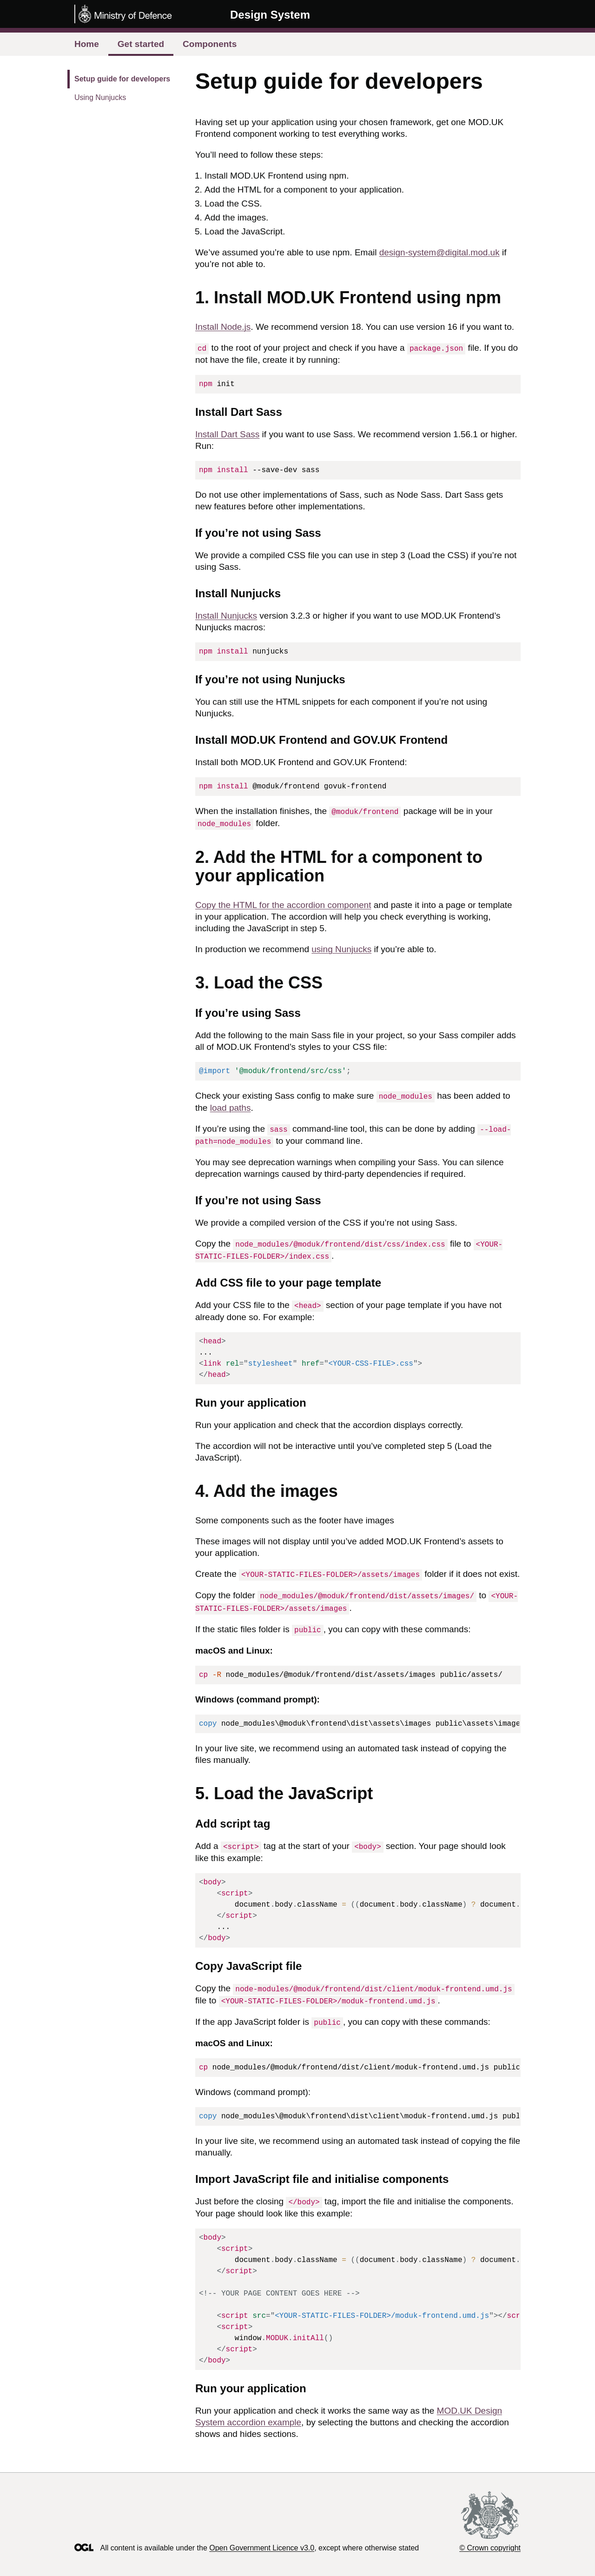 Ministry of Defence
Design System
Home Get started Components
Setup guide for developers
Using Nunjucks
Setup guide for developers
Having set up your application using your chosen framework, get one MOD.UK
Frontend component working to test everything works.
You’ll need to follow these steps:
1. Install MOD.UK Frontend using npm.
2. Add the HTML for a component to your application.
3. Load the CSS.
4. Add the images.
5. Load the JavaScript.
We’ve assumed you’re able to use npm. Email design-system@digital.mod.uk if
you’re not able to.
1. Install MOD.UK Frontend using npm
Install Node.js. We recommend version 18. You can use version 16 if you want to.
cd to the root of your project and check if you have a package.json file. If you do
not have the file, create it by running:
npm init
Install Dart Sass
Install Dart Sass if you want to use Sass. We recommend version 1.56.1 or higher.
Run:
npm install --save-dev sass
Do not use other implementations of Sass, such as Node Sass. Dart Sass gets
new features before other implementations.
If you’re not using Sass
We provide a compiled CSS file you can use in step 3 (Load the CSS) if you’re not
using Sass.
Install Nunjucks
Install Nunjucks version 3.2.3 or higher if you want to use MOD.UK Frontend’s
Nunjucks macros:
npm install nunjucks
If you’re not using Nunjucks
You can still use the HTML snippets for each component if you’re not using
Nunjucks.
Install MOD.UK Frontend and GOV.UK Frontend
Install both MOD.UK Frontend and GOV.UK Frontend:
npm install @moduk/frontend govuk-frontend
When the installation finishes, the @moduk/frontend package will be in your
node_modules folder.
2. Add the HTML for a component to
your application
Copy the HTML for the accordion component and paste it into a page or template
in your application. The accordion will help you check everything is working,
including the JavaScript in step 5.
In production we recommend using Nunjucks if you’re able to.
3. Load the CSS
If you’re using Sass
Add the following to the main Sass file in your project, so your Sass compiler adds
all of MOD.UK Frontend’s styles to your CSS file:
@import '@moduk/frontend/src/css';
Check your existing Sass config to make sure node_modules has been added to
the load paths.
If you’re using the sass command-line tool, this can be done by adding --load-
path=node_modules to your command line.
You may see deprecation warnings when compiling your Sass. You can silence
deprecation warnings caused by third-party dependencies if required.
If you’re not using Sass
We provide a compiled version of the CSS if you’re not using Sass.
Copy the node_modules/@moduk/frontend/dist/css/index.css file to <YOUR-
STATIC-FILES-FOLDER>/index.css.
Add CSS file to your page template
Add your CSS file to the <head> section of your page template if you have not
already done so. For example:
<head>
...
<link rel="stylesheet" href="<YOUR-CSS-FILE>.css">
</head>
Run your application
Run your application and check that the accordion displays correctly.
The accordion will not be interactive until you’ve completed step 5 (Load the
JavaScript).
4. Add the images
Some components such as the footer have images
These images will not display until you’ve added MOD.UK Frontend’s assets to
your application.
Create the <YOUR-STATIC-FILES-FOLDER>/assets/images folder if it does not exist.
Copy the folder node_modules/@moduk/frontend/dist/assets/images/ to <YOUR-
STATIC-FILES-FOLDER>/assets/images.
If the static files folder is public, you can copy with these commands:
macOS and Linux:
cp -R node_modules/@moduk/frontend/dist/assets/images public/assets/
Windows (command prompt):
copy node_modules\@moduk\frontend\dist\assets\images public\assets\image
In your live site, we recommend using an automated task instead of copying the
files manually.
5. Load the JavaScript
Add script tag
Add a <script> tag at the start of your <body> section. Your page should look
like this example:
<body>
<script>
document.body.className = ((document.body.className) ? document.
</script>
...
</body>
Copy JavaScript file
Copy the node-modules/@moduk/frontend/dist/client/moduk-frontend.umd.js
file to <YOUR-STATIC-FILES-FOLDER>/moduk-frontend.umd.js.
If the app JavaScript folder is public, you can copy with these commands:
macOS and Linux:
cp node_modules/@moduk/frontend/dist/client/moduk-frontend.umd.js public
Windows (command prompt):
copy node_modules\@moduk\frontend\dist\client\moduk-frontend.umd.js publ
In your live site, we recommend using an automated task instead of copying the file
manually.
Import JavaScript file and initialise components
Just before the closing </body> tag, import the file and initialise the components.
Your page should look like this example:
<body>
<script>
document.body.className = ((document.body.className) ? document.
</script>
<!-- YOUR PAGE CONTENT GOES HERE -->
<script src="<YOUR-STATIC-FILES-FOLDER>/moduk-frontend.umd.js"></scr
<script>
window.MODUK.initAll()
</script>
</body>
Run your application
Run your application and check it works the same way as the MOD.UK Design
System accordion example, by selecting the buttons and checking the accordion
shows and hides sections.
OGL All content is available under the Open Government Licence v3.0, except where otherwise stated
© Crown copyright